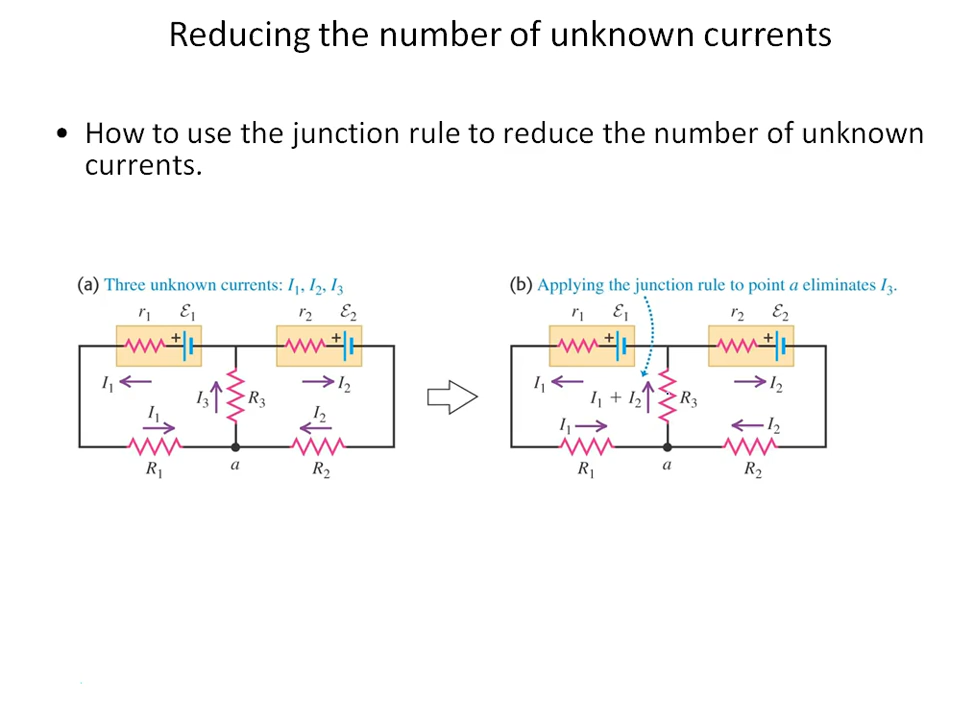 Reducing the number of unknown currents
• How to use the junction rule to reduce the number of unknown
currents.
(a) Three unknown currents: I₁, I₂, I₃
r₁ ℰ₁ r₂ ℰ₂
+ +
I₁ I₃ R₃ I₂
I₁ I₂
R₁ a R₂
(b) Applying the junction rule to point a eliminates I₃.
r₁ ℰ₁ r₂ ℰ₂
+ +
I₁ I₁ + I₂ R₃ I₂
I₁ I₂
R₁ a R₂